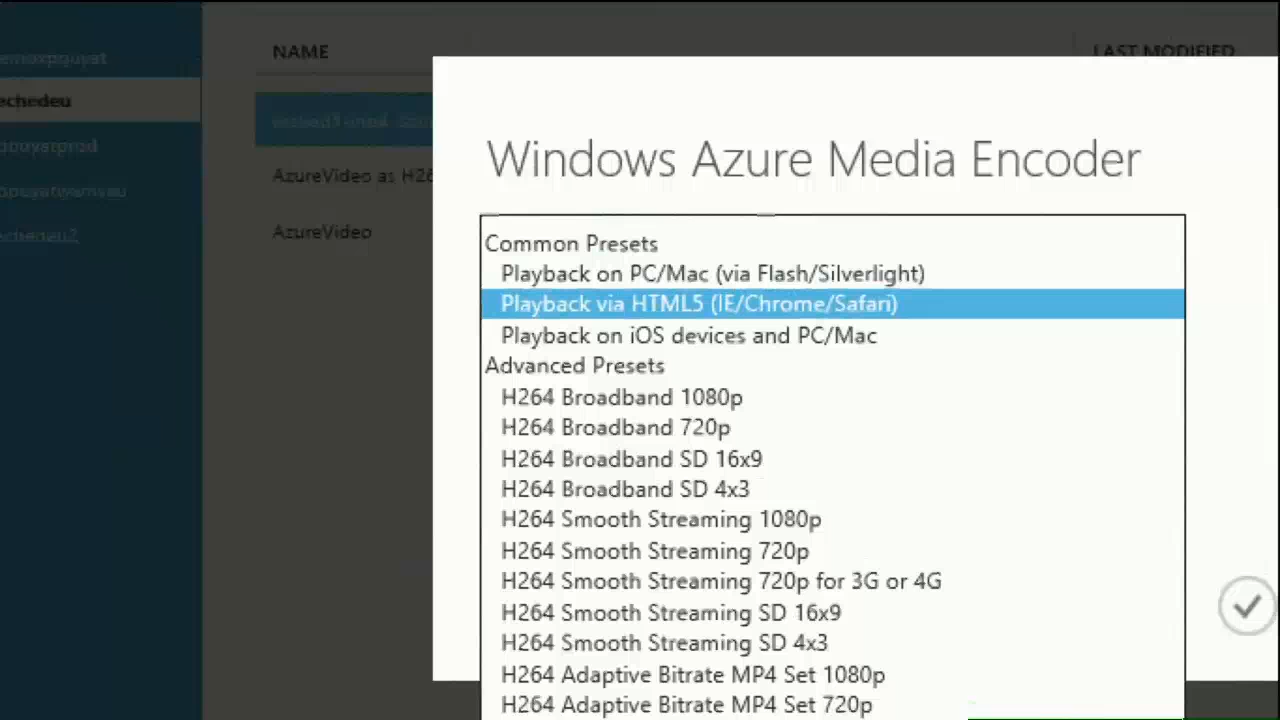 NAME
LAST MODIFIED
echedeu
AzureVideo as H26
AzureVideo
Windows Azure Media Encoder
Common Presets
Playback on PC/Mac (via Flash/Silverlight)
Playback via HTML5 (IE/Chrome/Safari)
Playback on iOS devices and PC/Mac
Advanced Presets
H264 Broadband 1080p
H264 Broadband 720p
H264 Broadband SD 16x9
H264 Broadband SD 4x3
H264 Smooth Streaming 1080p
H264 Smooth Streaming 720p
H264 Smooth Streaming 720p for 3G or 4G
H264 Smooth Streaming SD 16x9
H264 Smooth Streaming SD 4x3
H264 Adaptive Bitrate MP4 Set 1080p
H264 Adaptive Bitrate MP4 Set 720p